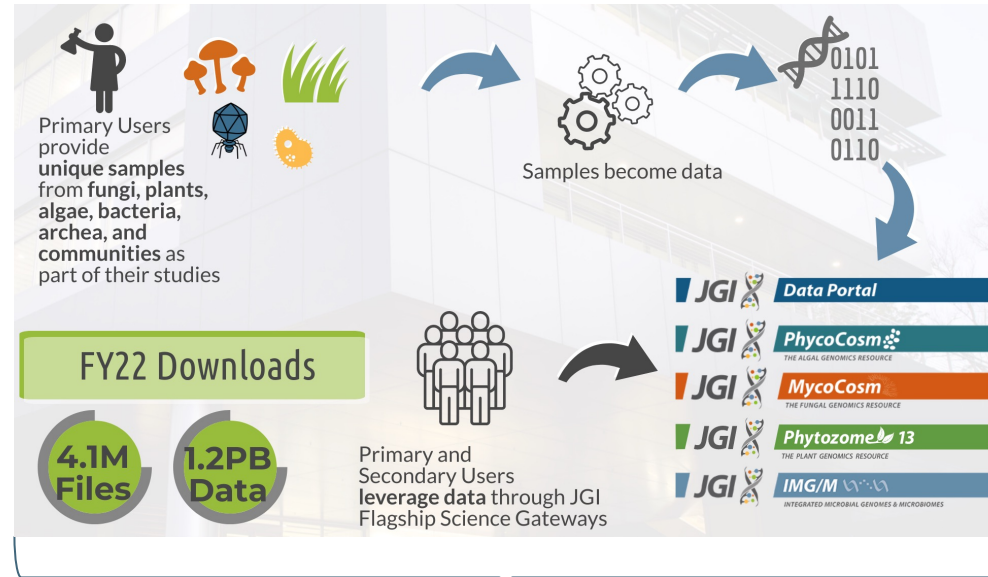 Primary Users
provide
unique samples
from fungi, plants,
algae, bacteria,
archea, and
communities as
part of their studies
Samples become data
0101
1110
0011
0110
JGI Data Portal
JGI PhycoCosm
THE ALGAL GENOMICS RESOURCE
JGI MycoCosm
THE FUNGAL GENOMICS RESOURCE
JGI Phytozome 13
THE PLANT GENOMICS RESOURCE
JGI IMG/M
INTEGRATED MICROBIAL GENOMES & MICROBIOMES
FY22 Downloads
4.1M
Files
1.2PB
Data
Primary and
Secondary Users
leverage data through JGI
Flagship Science Gateways